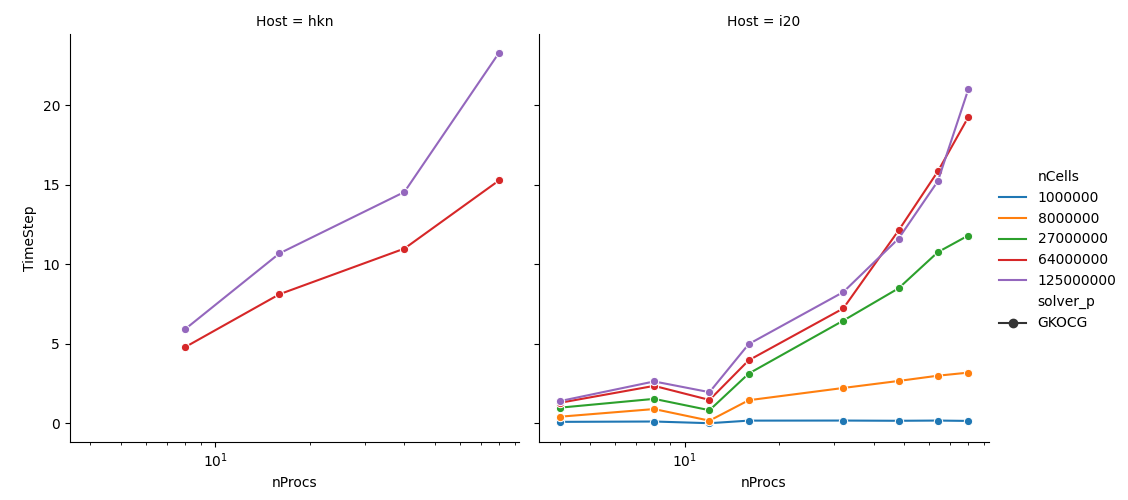 Host = hkn
Host = i20
TimeStep
20
15
10
5
0
10¹
10¹
nProcs
nProcs
nCells
1000000
8000000
27000000
64000000
125000000
solver_p
GKOCG